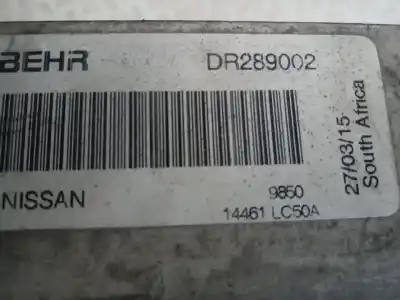 BEHR DR289002
NISSAN 9850
14461 LC50A
27/03/15
South Africa